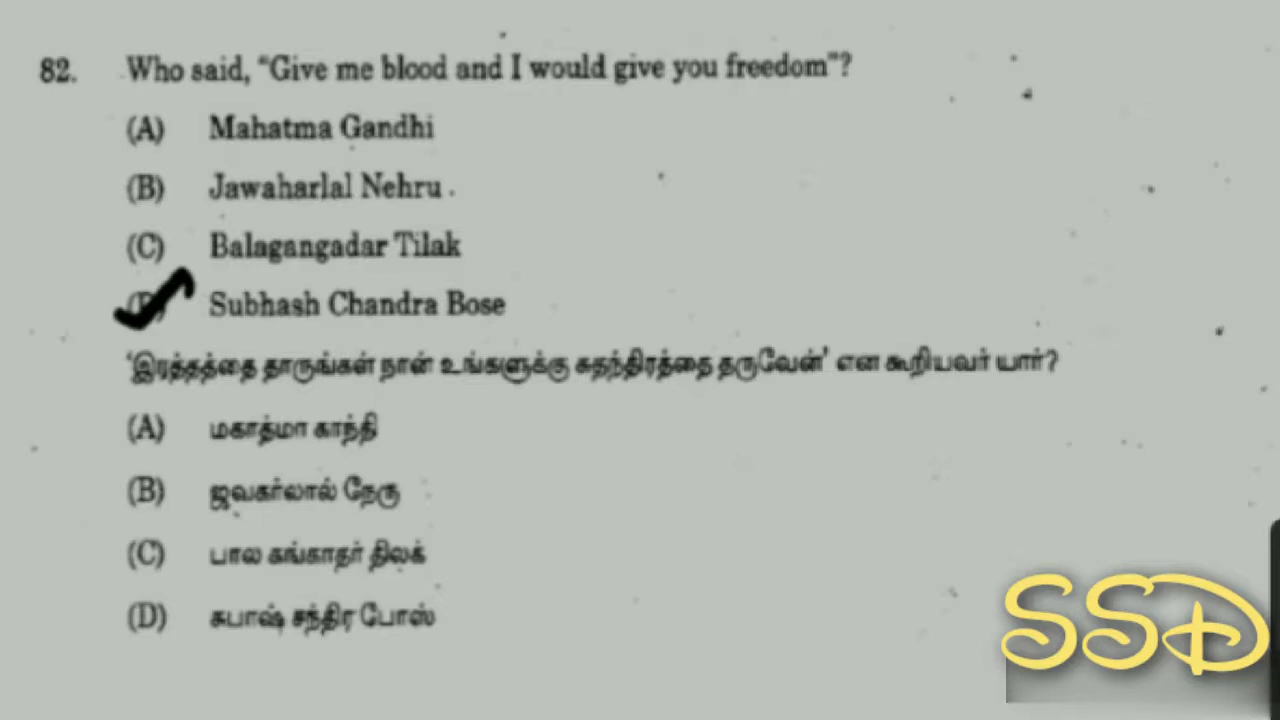 82. Who said, "Give me blood and I would give you freedom"?
(A) Mahatma Gandhi
(B) Jawaharlal Nehru
(C) Balagangadar Tilak
(D) Subhash Chandra Bose
'இரத்தத்தை தாருங்கள் நான் உங்களுக்கு சுதந்திரத்தை தருவேன்' என கூறியவர் யார்?
(A) மகாத்மா காந்தி
(B) ஜவகர்லால் நேரு
(C) பால கங்காதர் திலக்
(D) சுபாஷ் சந்திர போஸ்
SSD